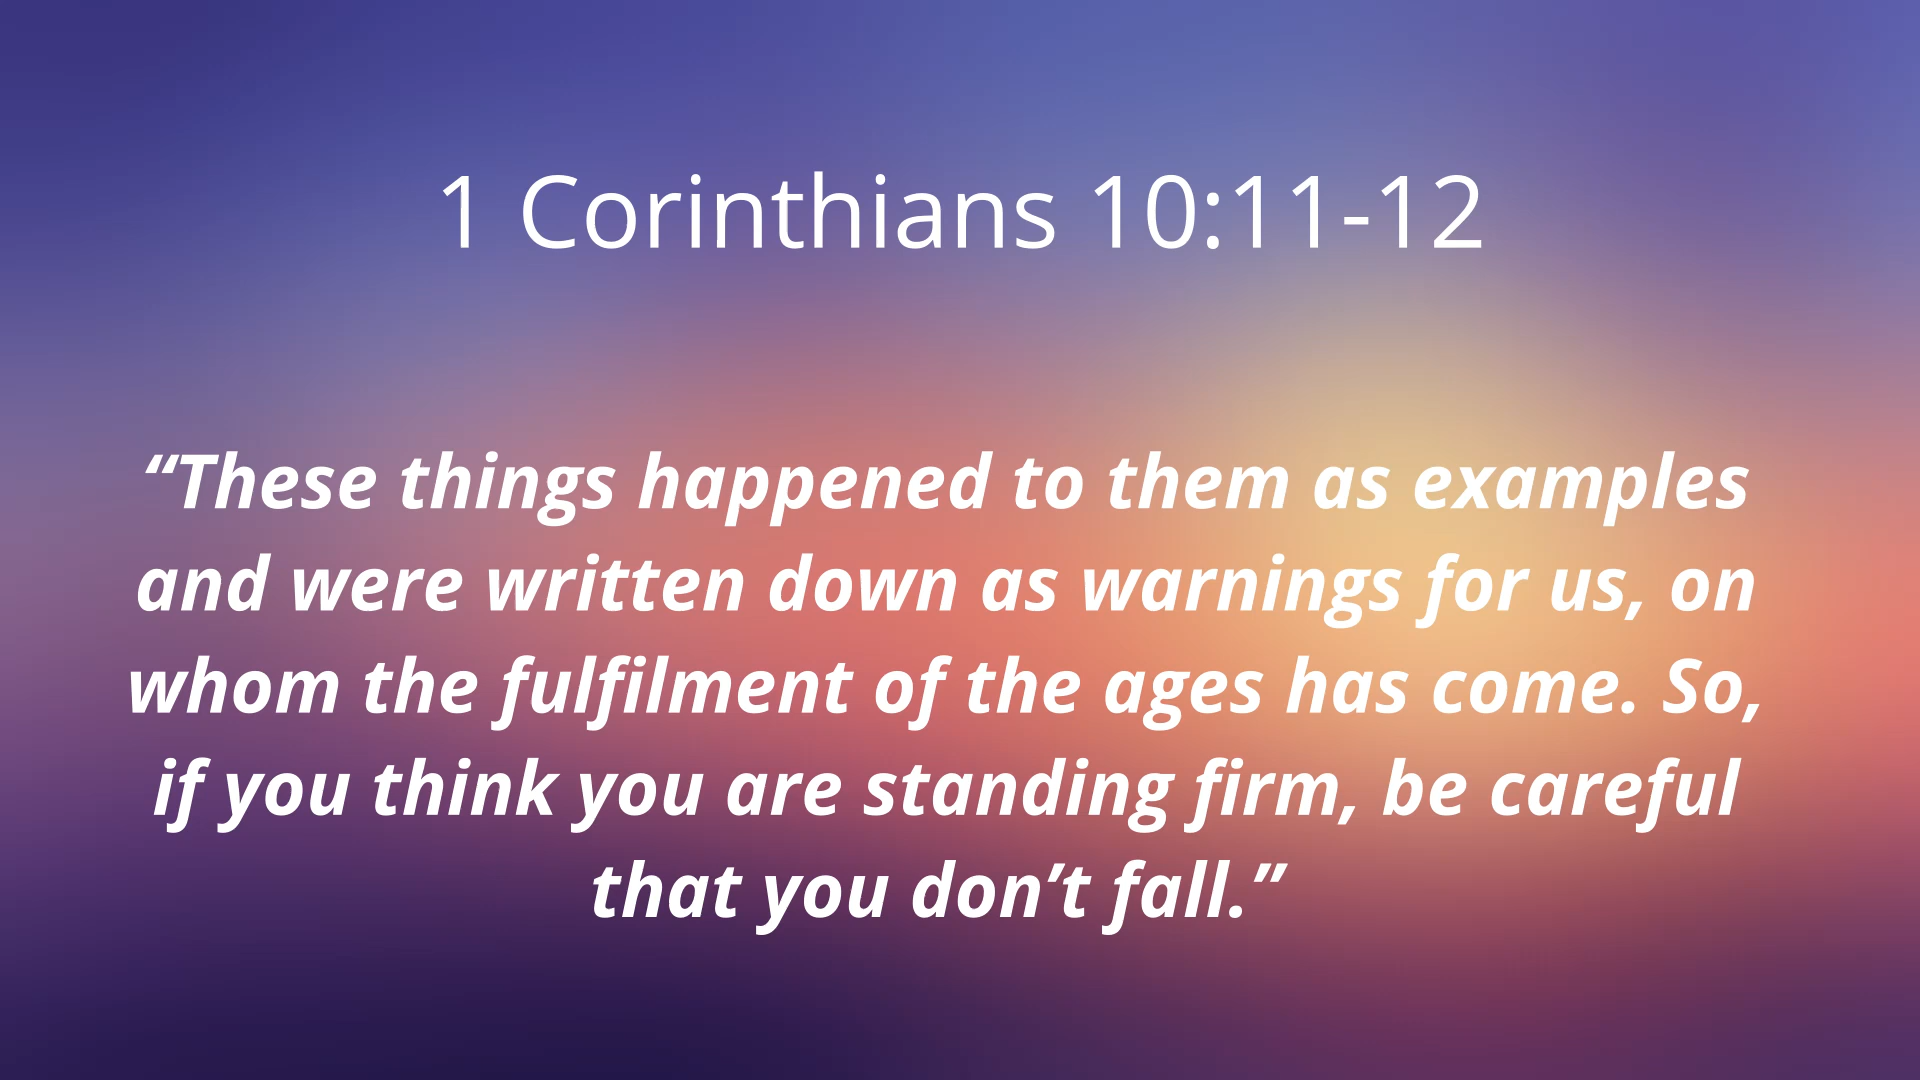 1 Corinthians 10:11-12
“These things happened to them as examples
and were written down as warnings for us, on
whom the fulfilment of the ages has come. So,
if you think you are standing firm, be careful
that you don’t fall.”